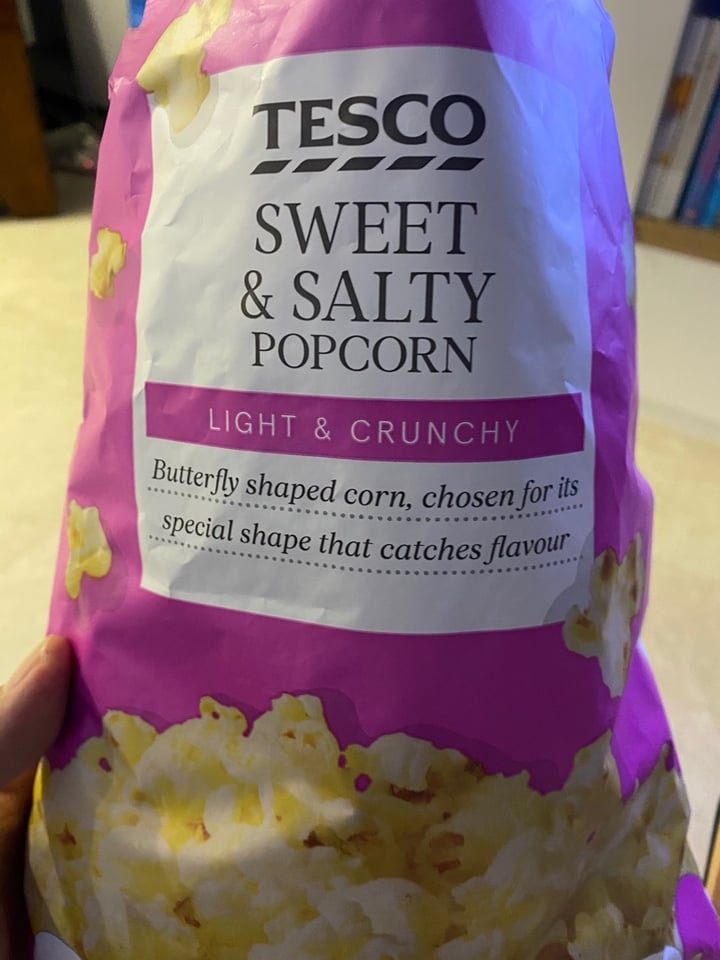 TESCO
SWEET
& SALTY
POPCORN
LIGHT & CRUNCHY
Butterfly shaped corn, chosen for its
special shape that catches flavour